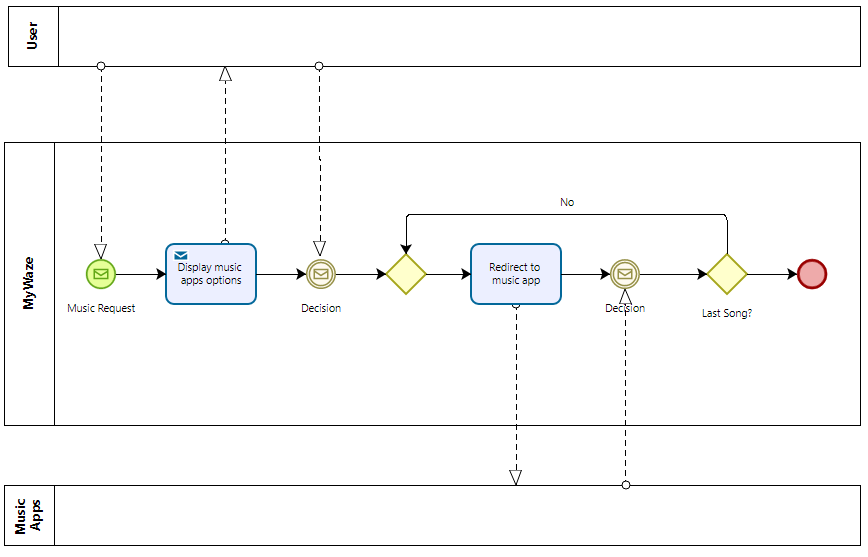 User
No
MyWaze
Display music
apps options
Redirect to
music app
Music Request
Decision
Decision
Last Song?
Music
Apps